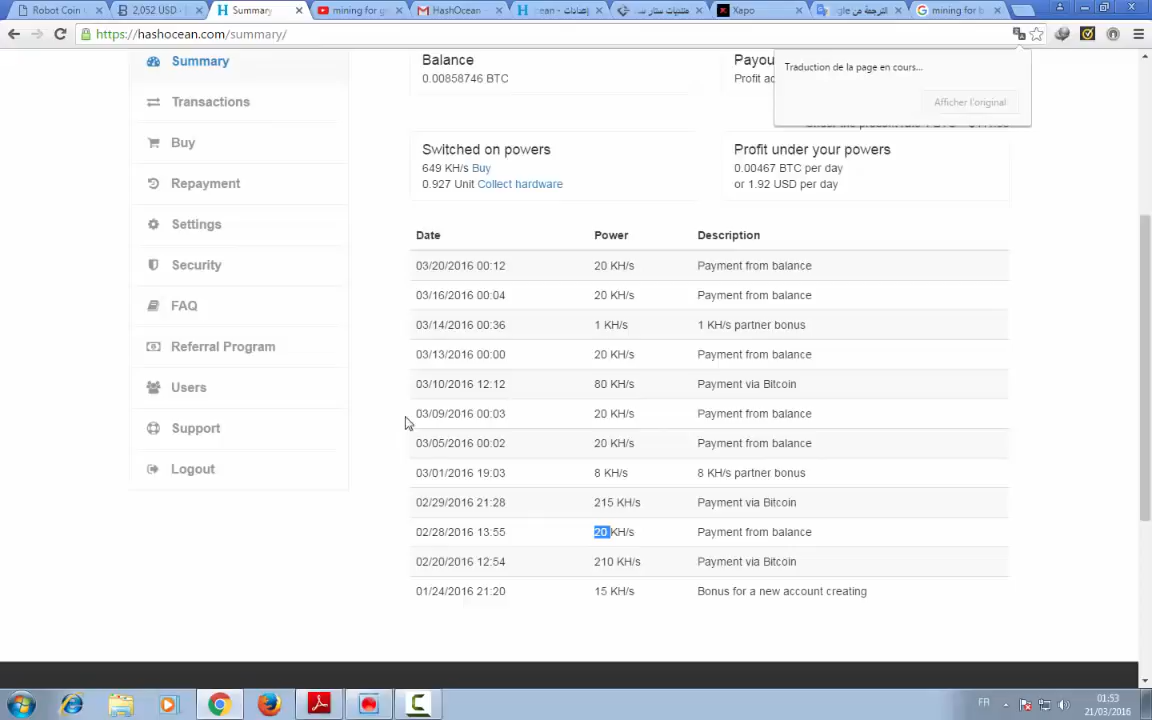 Robot Coin
2,052 USD -
Summary
mining for g
HashOcean
ean - إعدادات
منتديات ستار
Xapo
الترجمة من gle
mining for b
https://hashocean.com/summary/
Traduction de la page en cours...
Afficher l'original
Summary
Transactions
Buy
Repayment
Settings
Security
FAQ
Referral Program
Users
Support
Logout
Balance
0.00858746 BTC
Payou
Profit ac
Switched on powers
649 KH/s Buy
0.927 Unit Collect hardware
Profit under your powers
0.00467 BTC per day
or 1.92 USD per day
Date Power Description
03/20/2016 00:12 20 KH/s Payment from balance
03/16/2016 00:04 20 KH/s Payment from balance
03/14/2016 00:36 1 KH/s 1 KH/s partner bonus
03/13/2016 00:00 20 KH/s Payment from balance
03/10/2016 12:12 80 KH/s Payment via Bitcoin
03/09/2016 00:03 20 KH/s Payment from balance
03/05/2016 00:02 20 KH/s Payment from balance
03/01/2016 19:03 8 KH/s 8 KH/s partner bonus
02/29/2016 21:28 215 KH/s Payment via Bitcoin
02/28/2016 13:55 20 KH/s Payment from balance
02/20/2016 12:54 210 KH/s Payment via Bitcoin
01/24/2016 21:20 15 KH/s Bonus for a new account creating
FR
01:53
21/03/2016